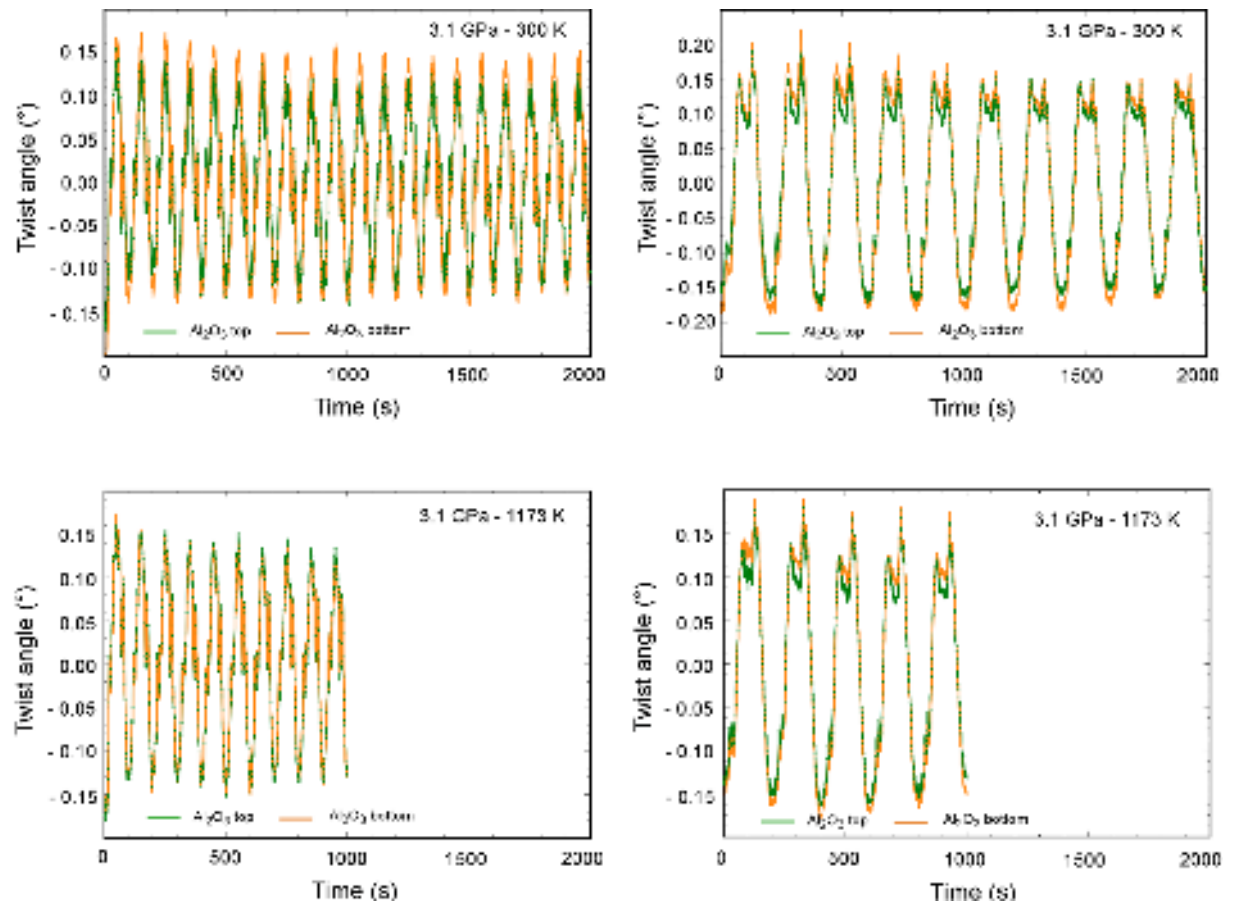 3.1 GPa - 300 K
Twist angle (°)
0.15
0.10
0.05
0.00
- 0.05
- 0.10
- 0.15
Al₂O₃ top
Al₂O₃ bottom
0
500
1000
1500
2000
Time (s)
3.1 GPa - 300 K
Twist angle (°)
0.20
0.15
0.10
0.05
0.00
- 0.05
- 0.10
- 0.15
- 0.20
Al₂O₃ top
Al₂O₃ bottom
0
500
1000
1500
2000
Time (s)
3.1 GPa - 1173 K
Twist angle (°)
0.15
0.10
0.05
0.00
- 0.05
- 0.10
- 0.15
Al₂O₃ top
Al₂O₃ bottom
0
500
1000
1500
2000
Time (s)
3.1 GPa - 1173 K
Twist angle (°)
0.15
0.10
0.05
0.00
- 0.05
- 0.10
- 0.15
Al₂O₃ top
Al₂O₃ bottom
0
500
1000
1500
2000
Time (s)